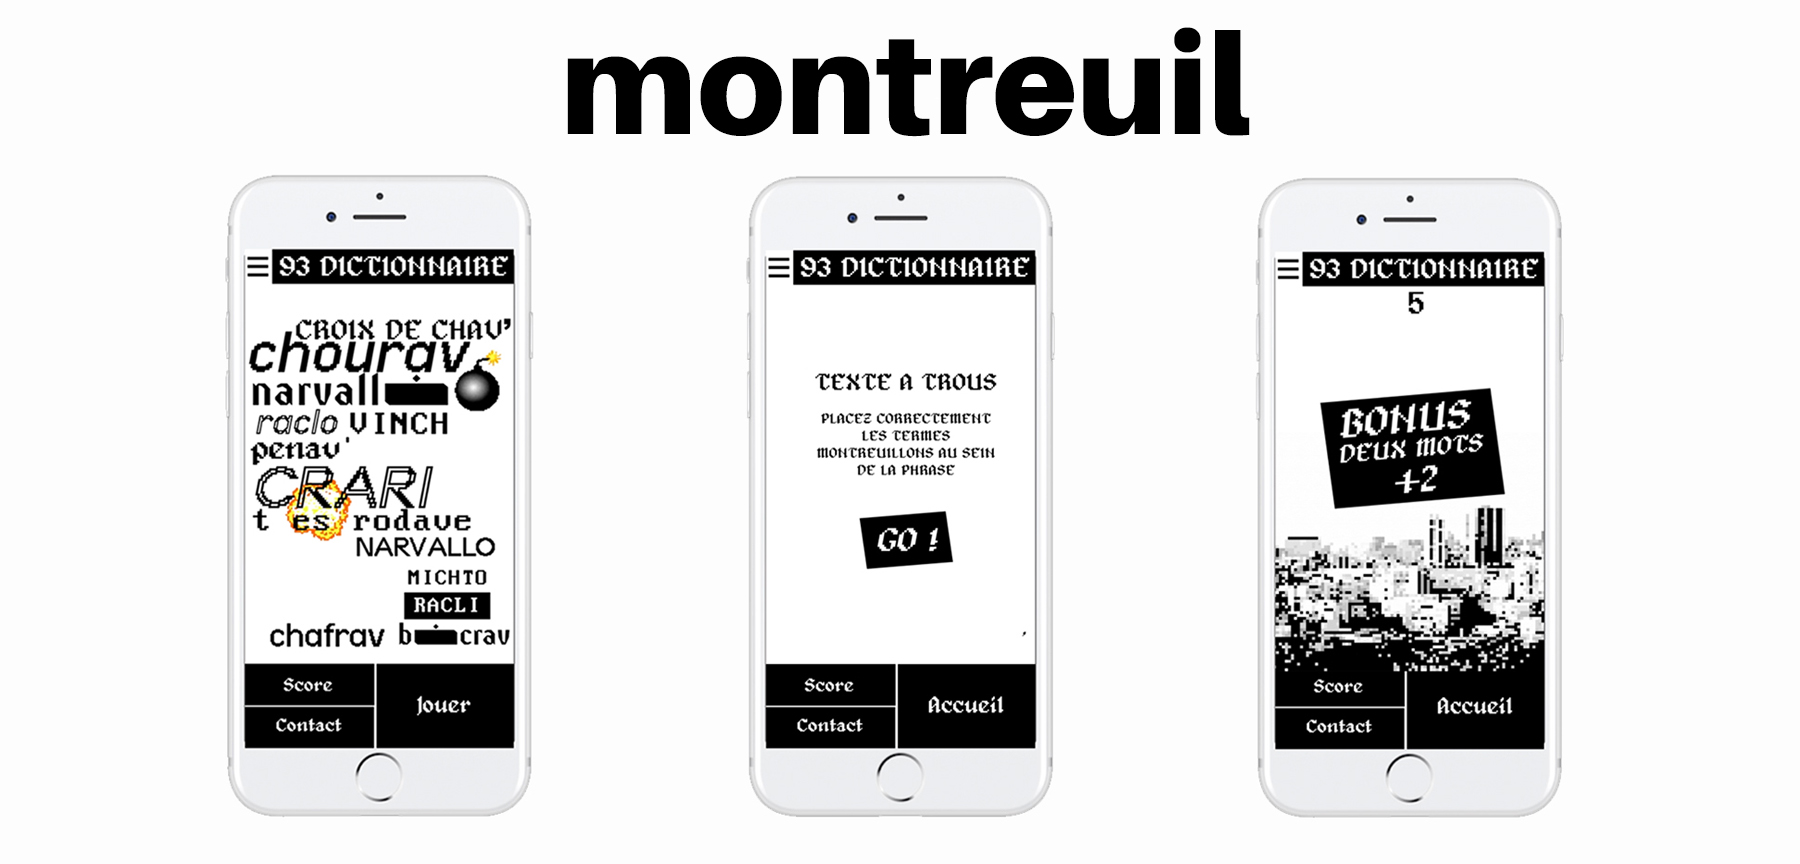 montreuil
93 DICTIONNAIRE
CROIX DE CHAV'
chourav
narvall
raclo VINCH
penav'
CRARI
t es rodave
NARVALLO
MICHTO
RACLI
chafrav b crav
Score
Jouer
Contact
93 DICTIONNAIRE
TEXTE A TROUS
PLACEZ CORRECTEMENT
LES TERMES
MONTREUILLONS AU SEIN
DE LA PHRASE
GO !
Score
Accueil
Contact
93 DICTIONNAIRE
5
BONUS
DEUX MOTS
+2
Score
Accueil
Contact